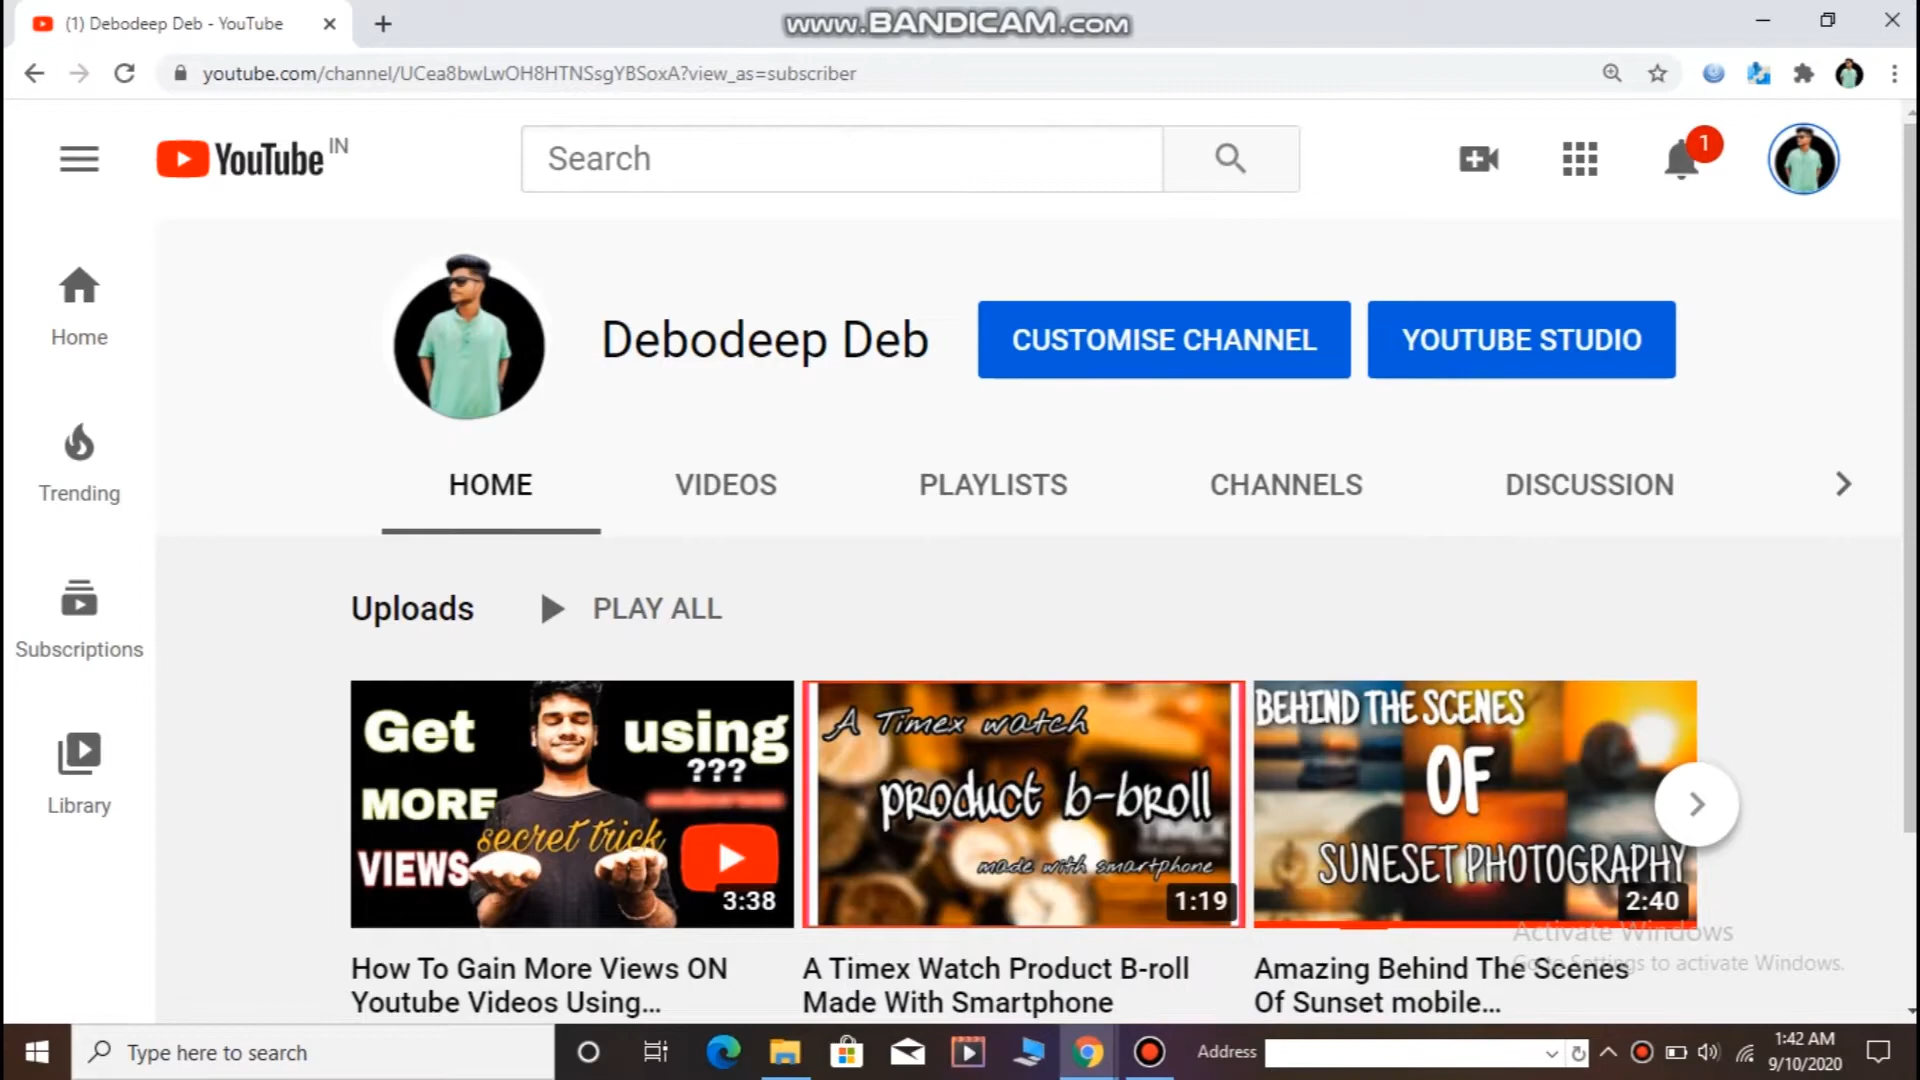 (1) Debodeep Deb - YouTube
www.BANDICAM.com
youtube.com/channel/UCea8bwLwOH8HTNSsgYBSoxA?view_as=subscriber
YouTube IN
Search
1
Home
Trending
Subscriptions
Library
Debodeep Deb
CUSTOMISE CHANNEL
YOUTUBE STUDIO
HOME
VIDEOS
PLAYLISTS
CHANNELS
DISCUSSION
Uploads
PLAY ALL
Get using
???
MORE
secret trick
VIEWS
3:38
A Timex watch
product b-broll
TIMEX
made with smartphone
1:19
BEHIND THE SCENES
OF
SUNESET PHOTOGRAPHY
2:40
How To Gain More Views ON
Youtube Videos Using...
A Timex Watch Product B-roll
Made With Smartphone
Amazing Behind The Scenes
Of Sunset mobile...
Activate Windows
Go to Settings to activate Windows.
Type here to search
Address
1:42 AM
9/10/2020